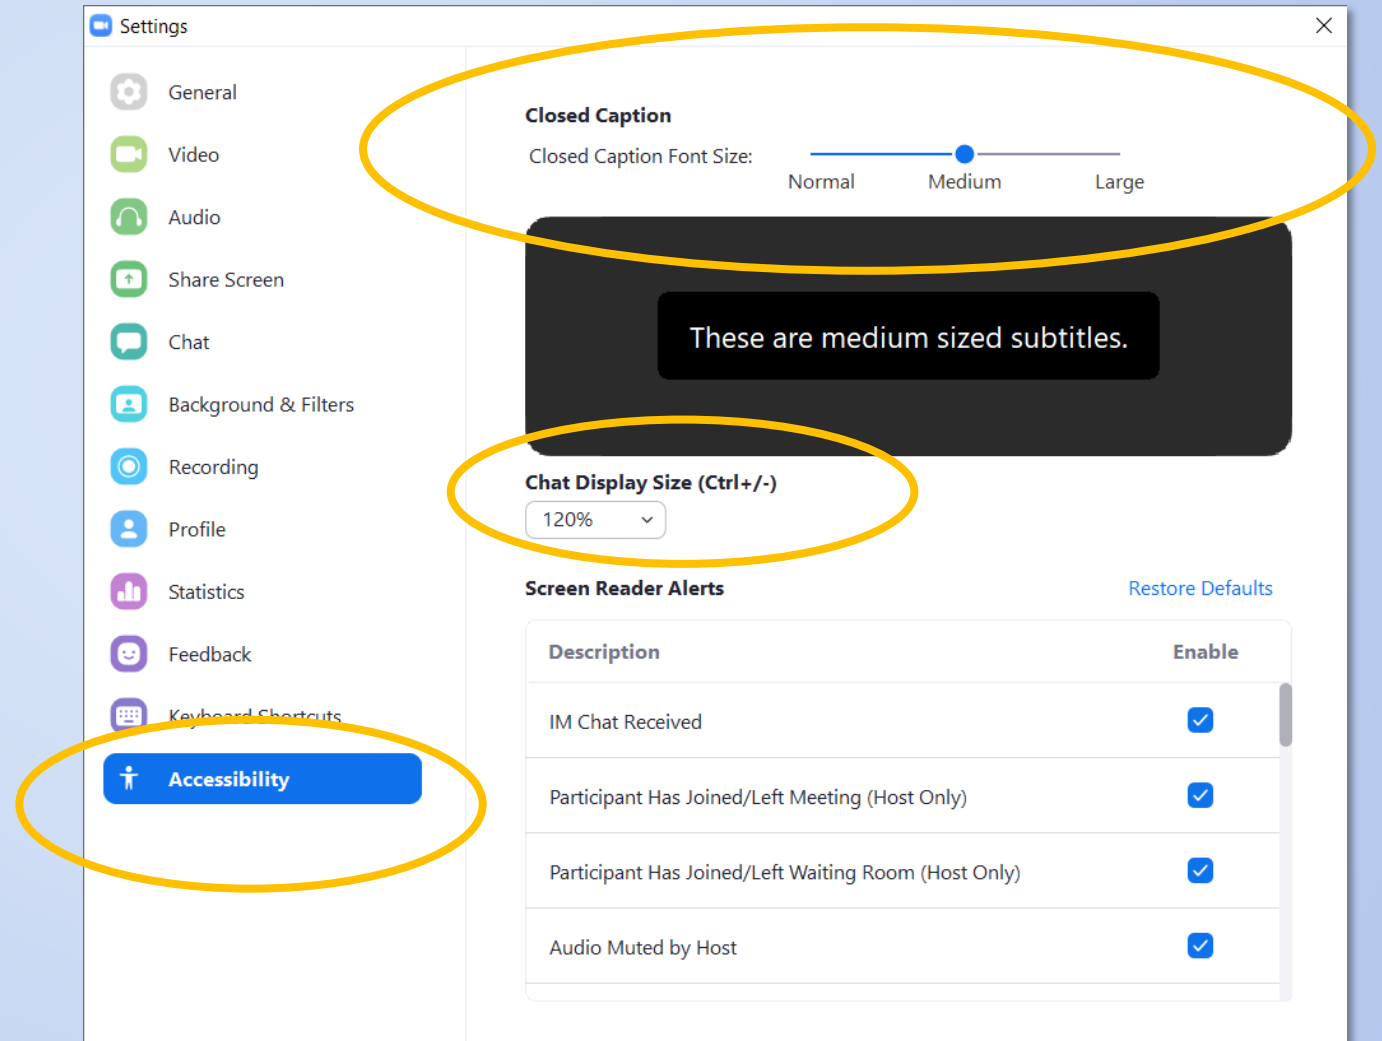 Settings
General
Video
Audio
Share Screen
Chat
Background & Filters
Recording
Profile
Statistics
Feedback
Keyboard Shortcuts
Accessibility
Closed Caption
Closed Caption Font Size:
Normal Medium Large
These are medium sized subtitles.
Chat Display Size (Ctrl+/-)
120%
Screen Reader Alerts Restore Defaults
Description Enable
IM Chat Received
Participant Has Joined/Left Meeting (Host Only)
Participant Has Joined/Left Waiting Room (Host Only)
Audio Muted by Host